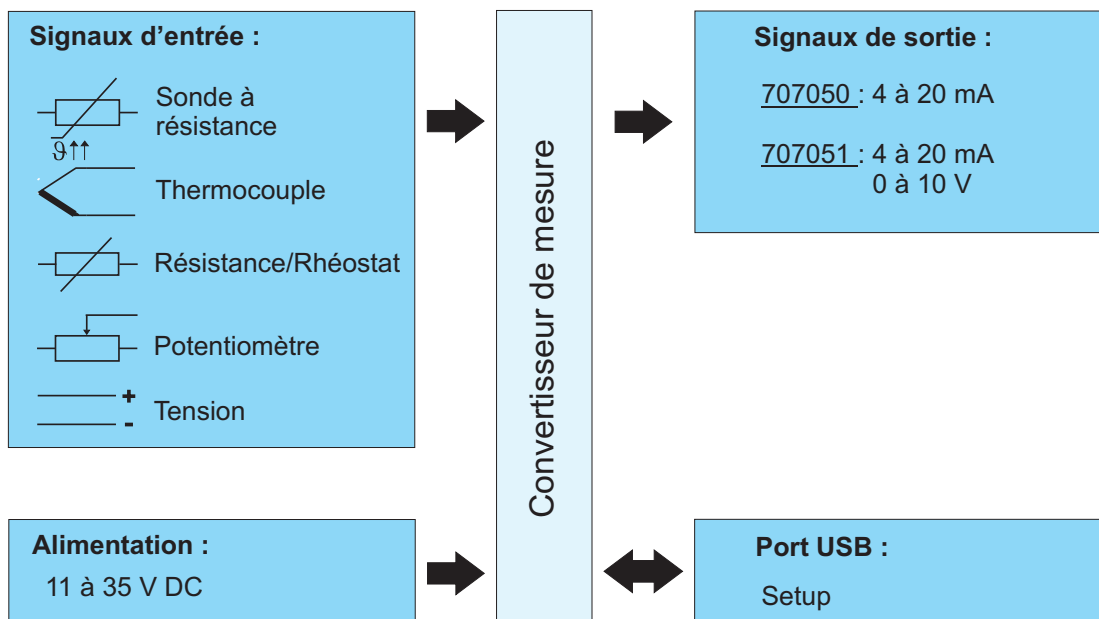 Signaux d'entrée :
Sonde à
résistance
ϑ↑↑
Thermocouple
Résistance/Rhéostat
Potentiomètre
+
-
Tension
Alimentation :
11 à 35 V DC
Convertisseur de mesure
Signaux de sortie :
707050 : 4 à 20 mA
707051 : 4 à 20 mA
0 à 10 V
Port USB :
Setup